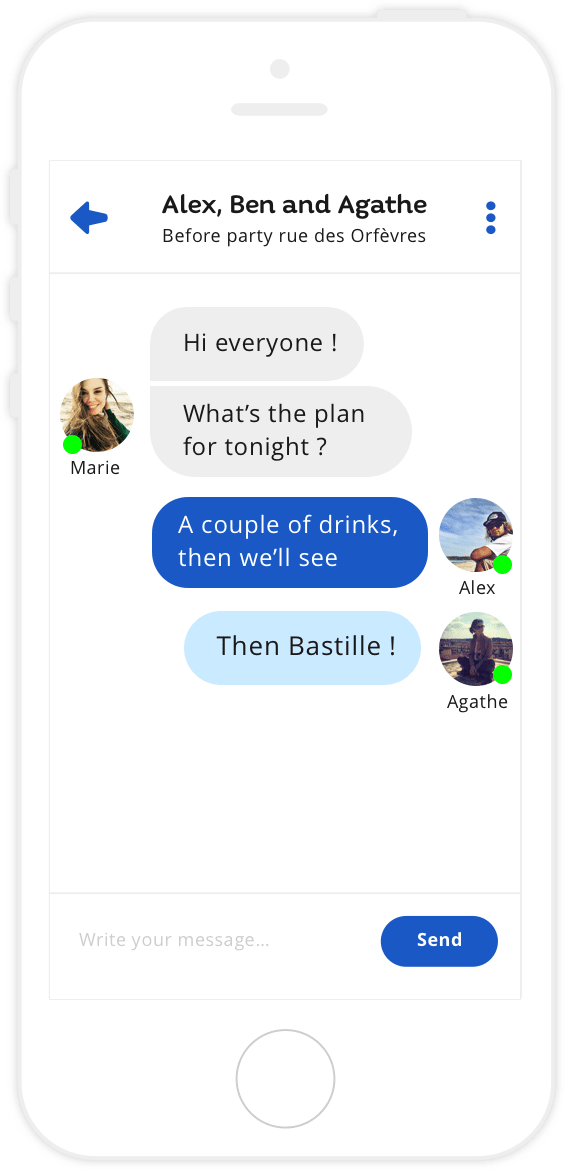 Alex, Ben and Agathe
Before party rue des Orfèvres
Hi everyone !
What’s the plan
for tonight ?
Marie
A couple of drinks,
then we’ll see
Alex
Then Bastille !
Agathe
Write your message...
Send